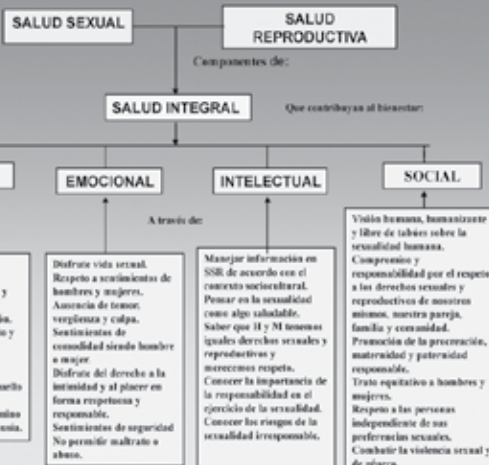 SALUD SEXUAL
SALUD
REPRODUCTIVA
Componentes de:
SALUD INTEGRAL
Que contribuyan al bienestar:
EMOCIONAL
INTELECTUAL
SOCIAL
A través de:
y
y
Disfrute vida sexual.
Respeto a sentimientos de
hombres y mujeres.
Ausencia de temor,
vergüenza y culpa.
Sentimientos de
comodidad siendo hombre
o mujer.
Disfrute del derecho a la
intimidad y al placer en
forma respetuosa y
responsable.
Sentimientos de seguridad
No permitir maltrato o
abuso.
Manejar información en
SSR de acuerdo con el
contexto sociocultural.
Pensar en la sexualidad
como algo saludable.
Saber que H y M tenemos
iguales derechos sexuales y
reproductivos y
merecemos respeto.
Conocer la importancia de
la responsabilidad en el
ejercicio de la sexualidad.
Conocer los riesgos de la
sexualidad irresponsable.
Visión humana, humanizante
y libre de tabúes sobre la
sexualidad humana.
Compromiso y
responsabilidad por el respeto
a los derechos sexuales y
reproductivos de nosotros
mismos, nuestra pareja,
familia y comunidad.
Promoción de la procreación,
maternidad y paternidad
responsable.
Trato equitativo a hombres y
mujeres.
Respeto a las personas
independiente de sus
preferencias sexuales.
Combatir la violencia sexual y
de género.